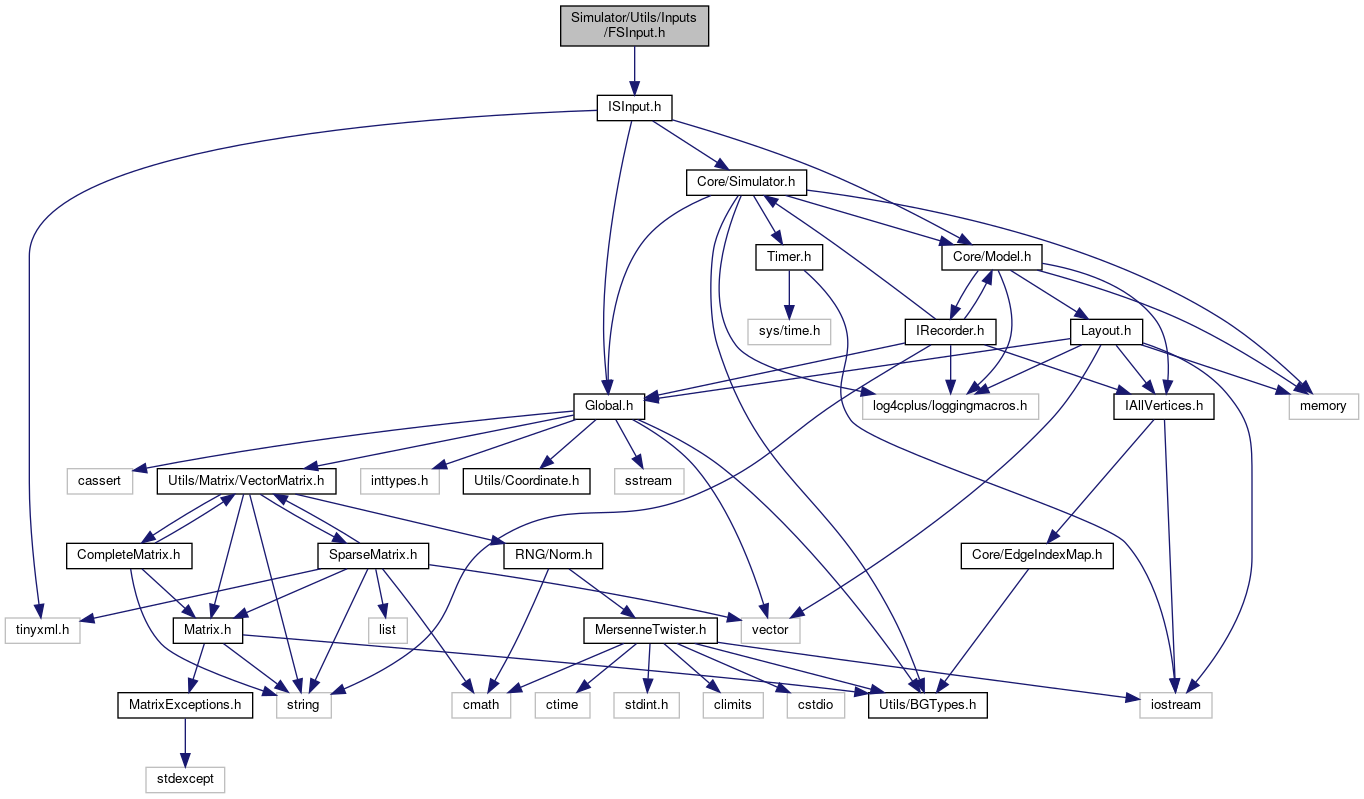 Simulator/Utils/Inputs
/FSInput.h
ISInput.h
Core/Simulator.h
Timer.h
Core/Model.h
sys/time.h
IRecorder.h
Layout.h
Global.h
log4cplus/loggingmacros.h
IAllVertices.h
memory
cassert
Utils/Matrix/VectorMatrix.h
inttypes.h
Utils/Coordinate.h
sstream
CompleteMatrix.h
SparseMatrix.h
RNG/Norm.h
Core/EdgeIndexMap.h
tinyxml.h
Matrix.h
list
MersenneTwister.h
vector
MatrixExceptions.h
string
cmath
ctime
stdint.h
climits
cstdio
Utils/BGTypes.h
iostream
stdexcept